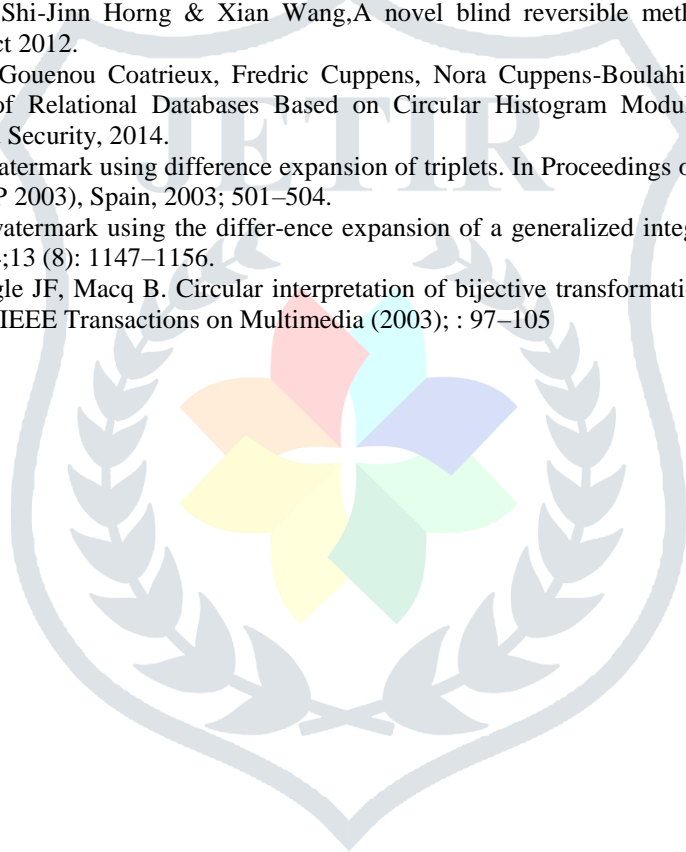 Shi-Jinn Horng & Xian Wang,A novel blind reversible meth
ct 2012.
Gouenou Coatrieux, Fredric Cuppens, Nora Cuppens-Boulahi
of Relational Databases Based on Circular Histogram Modul
Security, 2014.
atermark using difference expansion of triplets. In Proceedings o
P 2003), Spain, 2003; 501–504.
watermark using the differ-ence expansion of a generalized integ
;13 (8): 1147–1156.
gle JF, Macq B. Circular interpretation of bijective transformati
IEEE Transactions on Multimedia (2003); : 97–105
JETIR